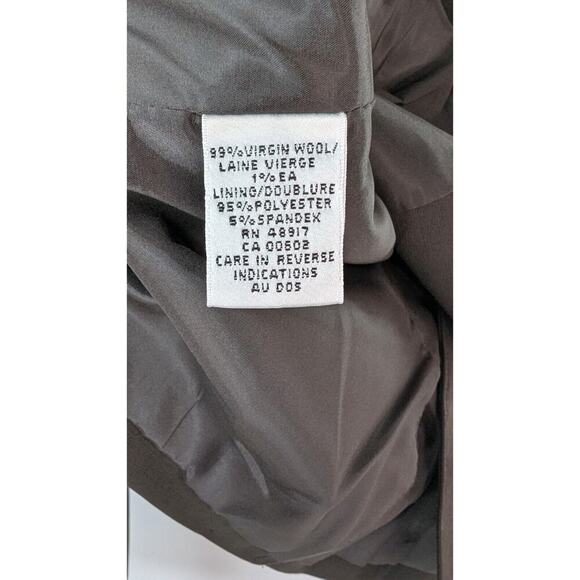 99%VIRGIN WOOL/
LAINE VIERGE
1%EA
LINING/DOUBLURE
95%POLYESTER
5%SPANDEX
RN 48917
CA 00602
CARE IN REVERSE
INDICATIONS
AU DOS